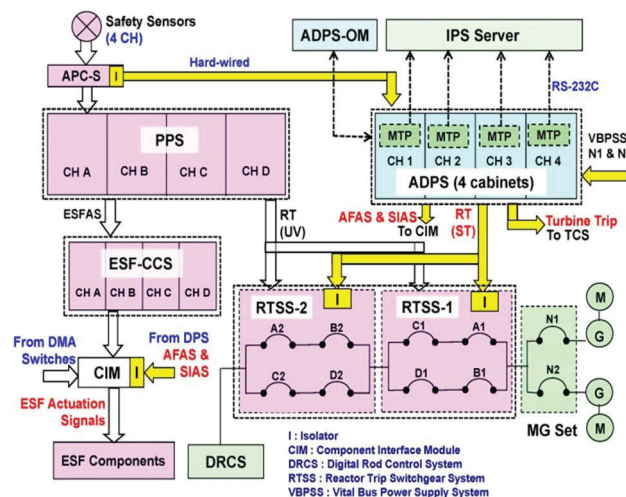 Safety Sensors
(4 CH)
APC-S
I
Hard-wired
ADPS-OM
IPS Server
RS-232C
PPS
CH A
CH B
CH C
CH D
MTP
MTP
MTP
MTP
CH 1
CH 2
CH 3
CH 4
ADPS (4 cabinets)
VBPSS
N1 & N
ESFAS
RT
(UV)
AFAS & SIAS
To CIM
RT
(ST)
Turbine Trip
To TCS
ESF-CCS
CH A
CH B
CH C
CH D
RTSS-2
I
RTSS-1
I
A2
B2
C2
D2
C1
A1
D1
B1
N1
N2
M
G
G
M
MG Set
From DMA
Switches
From DPS
AFAS &
SIAS
CIM
I
ESF Actuation
Signals
ESF Components
DRCS
I : Isolator
CIM : Component Interface Module
DRCS : Digital Rod Control System
RTSS : Reactor Trip Switchgear System
VBPSS : Vital Bus Power Supply System